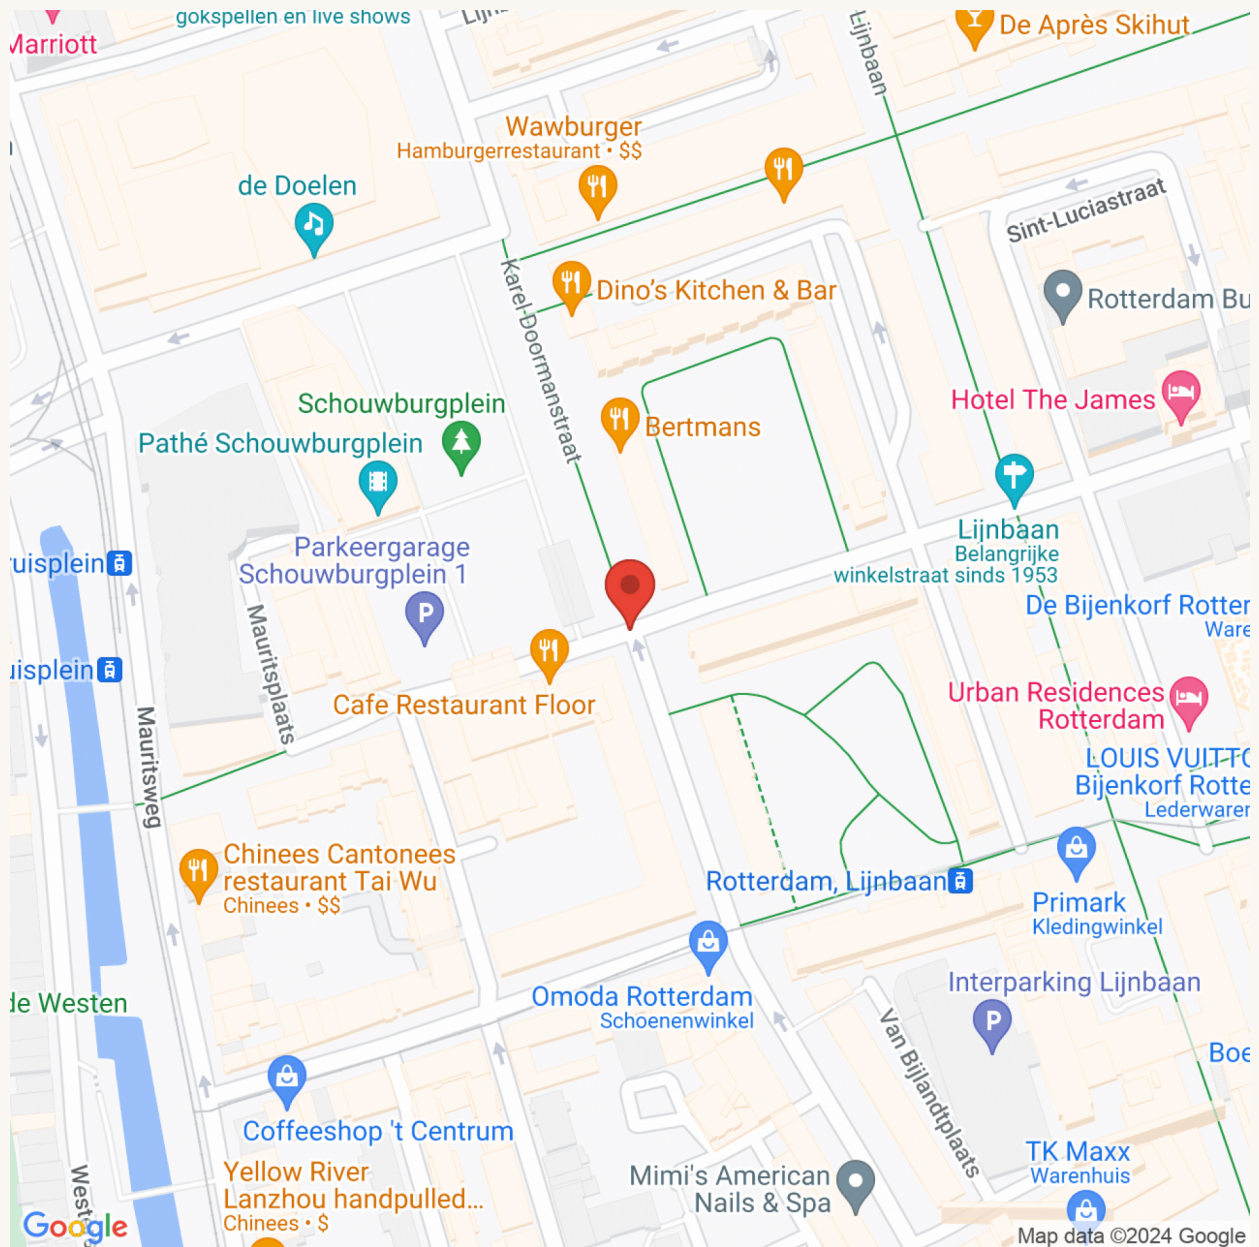 gokspellen en live shows
Marriott
De Après Skihut
Lijnbaan
Wawburger
Hamburgerrestaurant • $$
de Doelen
Sint-Luciastraat
Karel Doormanstraat
Dino's Kitchen & Bar
Rotterdam Bu
Schouwburgplein
Pathé Schouwburgplein
Hotel The James
Bertmans
Lijnbaan
Belangrijke
winkelstraat sinds 1953
Parkeergarage
Schouwburgplein 1
P
ruisplein
De Bijenkorf Rotter
Ware
Mauritsplaats
uisplein
Cafe Restaurant Floor
Urban Residences
Rotterdam
Mauritsweg
LOUIS VUITTO
Bijenkorf Rotte
Lederwaren
Chinees Cantonees
restaurant Tai Wu
Chinees • $$
Rotterdam, Lijnbaan
Primark
Kledingwinkel
Omoda Rotterdam
Schoenenwinkel
Interparking Lijnbaan
P
de Westen
Van Bijlandtplaats
Boe
Coffeeshop 't Centrum
TK Maxx
Warenhuis
Mimi's American
Nails & Spa
Yellow River
Lanzhou handpulled...
Chinees • $
West
Google
Map data ©2024 Google